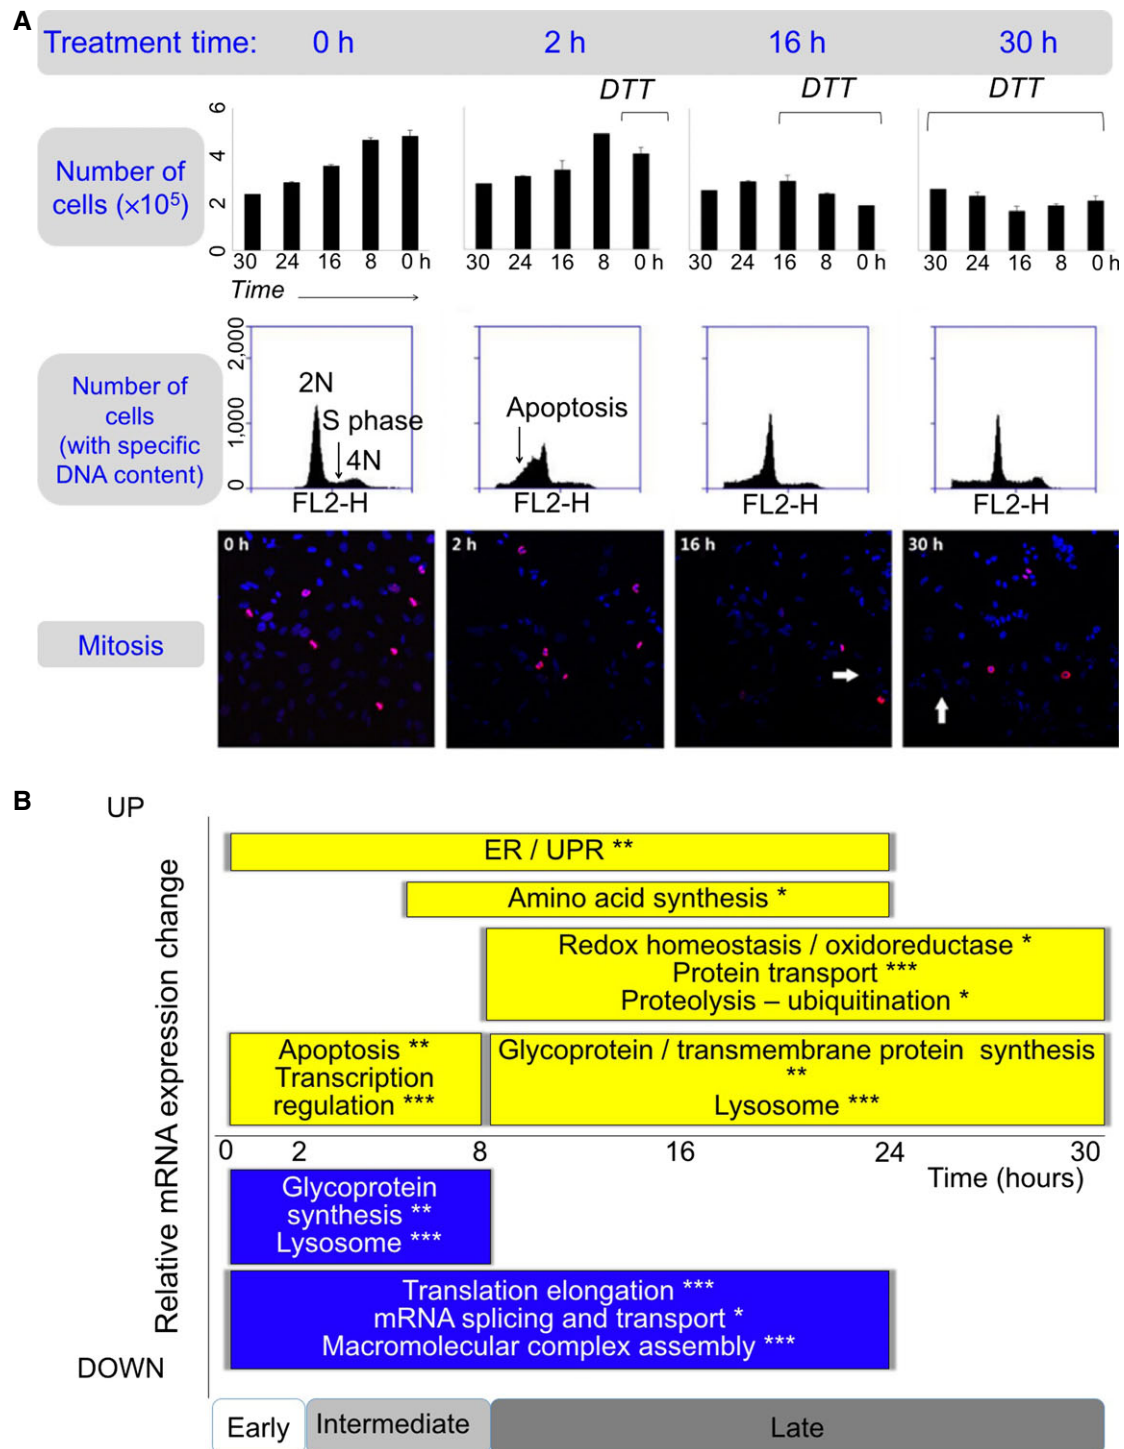 A
Treatment time: 0 h 2 h 16 h 30 h
DTT DTT DTT
Number of
cells (×10⁵)
6
4
2
0
30 24 16 8 0 h
30 24 16 8 0 h
30 24 16 8 0 h
30 24 16 8 0 h
Time
Number of
cells
(with specific
DNA content)
2,000
1,000
0
2N
S phase
4N
Apoptosis
FL2-H FL2-H FL2-H FL2-H
Mitosis
0 h 2 h 16 h 30 h
B
UP
Relative mRNA expression change
DOWN
ER / UPR **
Amino acid synthesis *
Redox homeostasis / oxidoreductase *
Protein transport ***
Proteolysis – ubiquitination *
Apoptosis **
Transcription
regulation ***
Glycoprotein / transmembrane protein synthesis
**
Lysosome ***
0 2 8 16 24 30
Time (hours)
Glycoprotein
synthesis **
Lysosome ***
Translation elongation ***
mRNA splicing and transport *
Macromolecular complex assembly ***
Early Intermediate Late